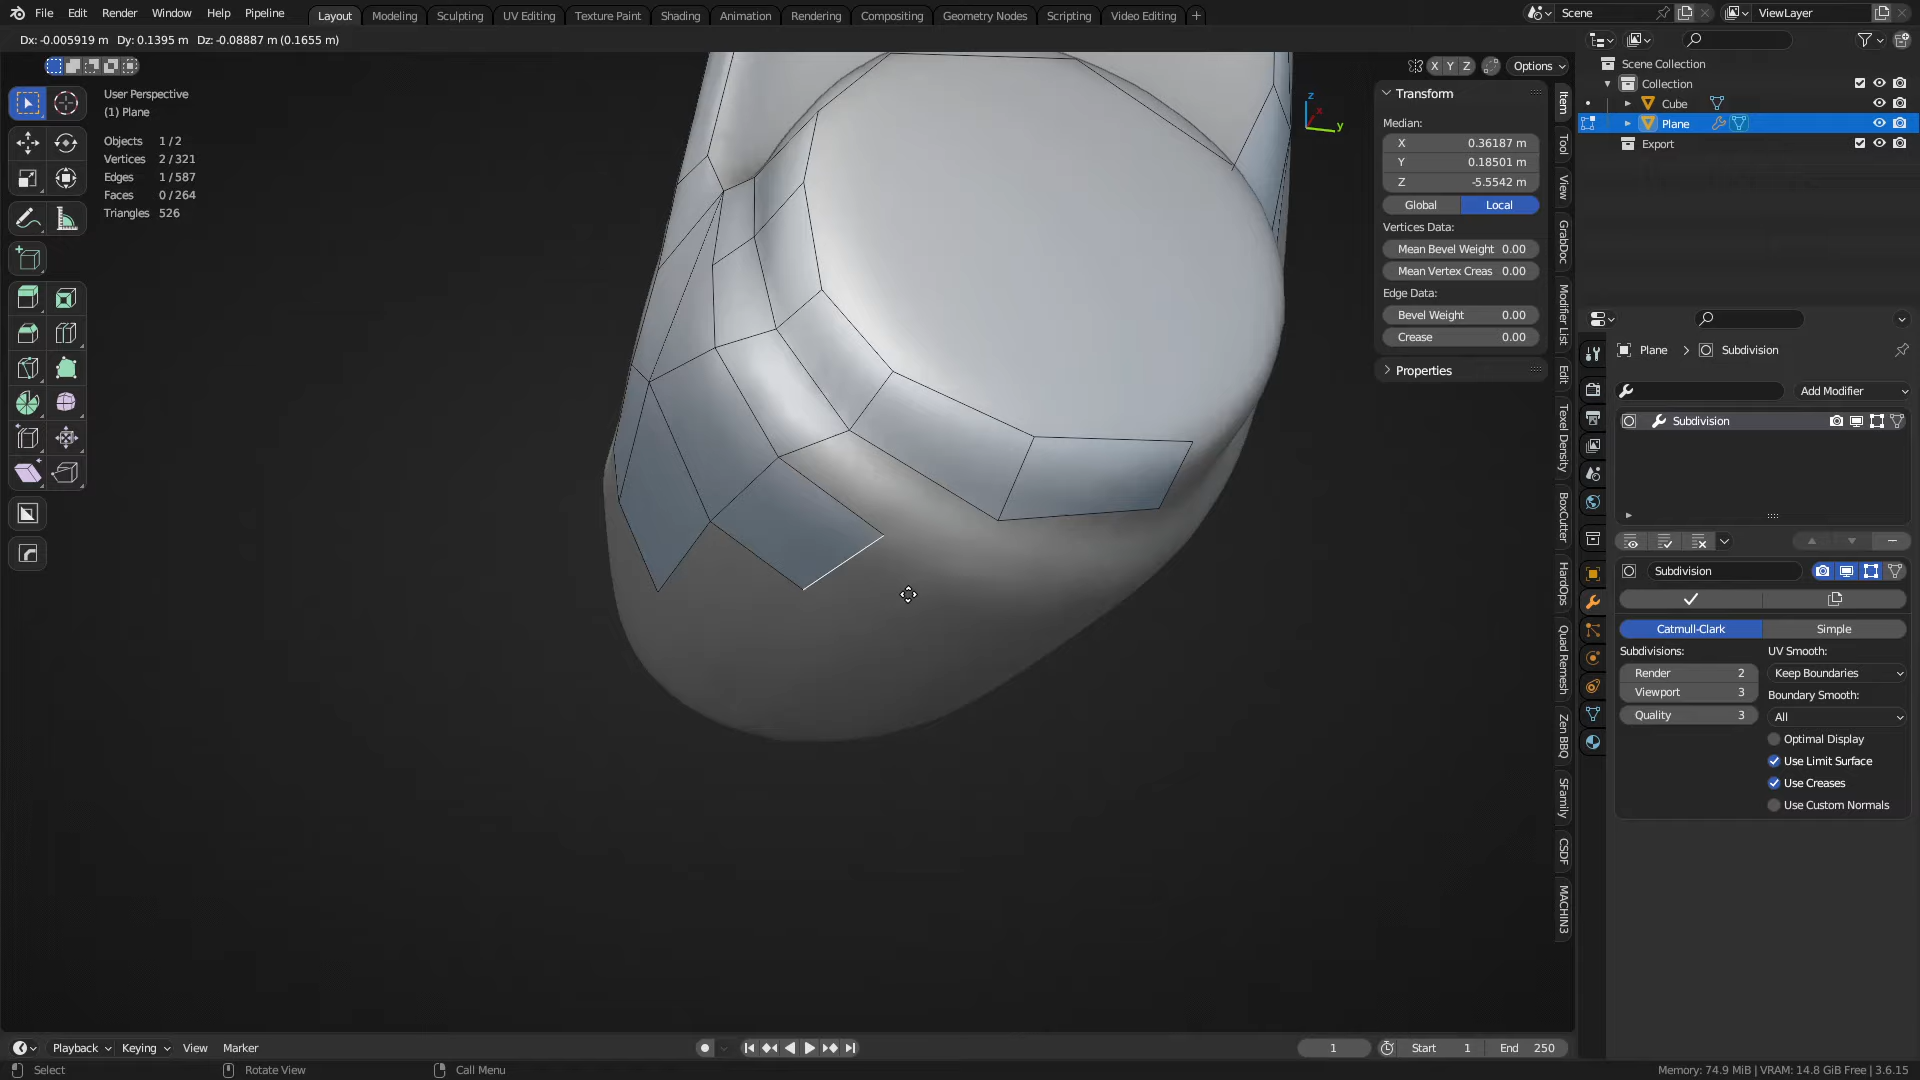 File Edit Render Window Help Pipeline Layout Modeling Sculpting UV Editing Texture Paint Shading Animation Rendering Compositing Geometry Nodes Scripting Video Editing + Scene ViewLayer
Dx: -0.005919 m Dy: 0.1395 m Dz: -0.08887 m (0.1655 m)
X Y Z Options
User Perspective
(1) Plane
Objects 1 / 2
Vertices 2 / 321
Edges 1 / 587
Faces 0 / 264
Triangles 526
z
x
y
Transform
Median:
X 0.36187 m
Y 0.18501 m
Z -5.5542 m
Global Local
Vertices Data:
Mean Bevel Weight 0.00
Mean Vertex Creas 0.00
Edge Data:
Bevel Weight 0.00
Crease 0.00
Properties
Item
Tool
View
GrabDoc
Modifier List
Edit
Texel Density
BoxCutter
HardOps
Quad Remesh
Zen BBQ
SFamily
CSDF
MACHIN3
Scene Collection
Collection
Cube
Plane
Export
Plane Subdivision
Add Modifier
Subdivision
Subdivision
Catmull-Clark Simple
Subdivisions: UV Smooth:
Render 2 Keep Boundaries
Viewport 3 Boundary Smooth:
Quality 3 All
Optimal Display
Use Limit Surface
Use Creases
Use Custom Normals
Playback Keying View Marker 1 Start 1 End 250
Select Rotate View Call Menu Memory: 74.9 MiB | VRAM: 14.8 GiB Free | 3.6.15